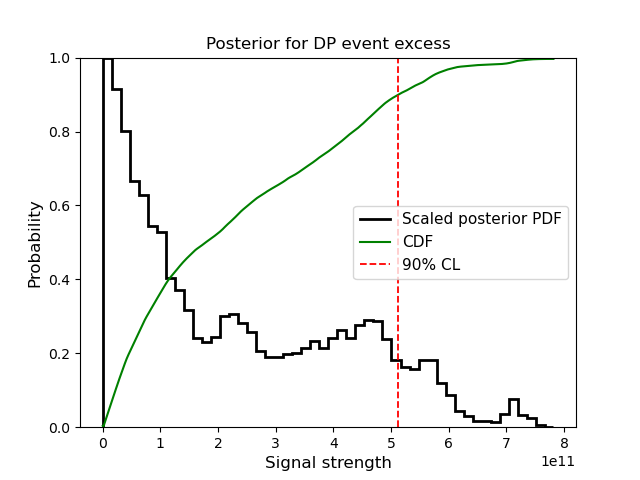 Posterior for DP event excess
1.0
0.8
0.6
0.4
0.2
0.0
Probability
Scaled posterior PDF
CDF
90% CL
0 1 2 3 4 5 6 7 8
1e11
Signal strength